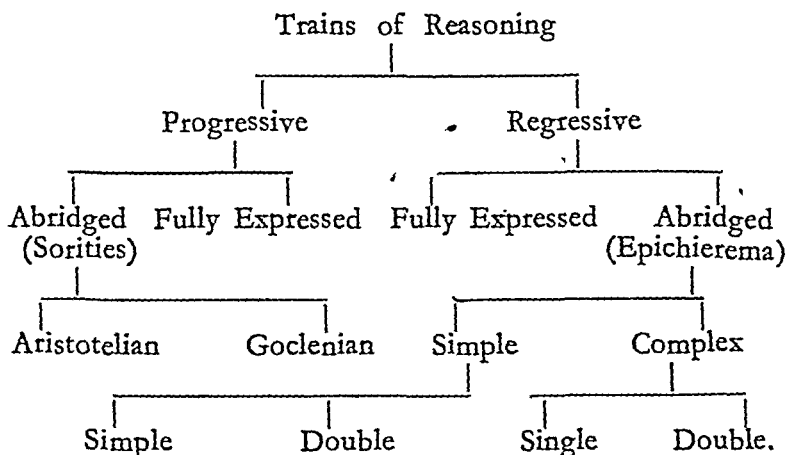 Trains of Reasoning
Progressive Regressive
Abridged Fully Expressed Fully Expressed Abridged
(Sorities) (Epichierema)
Aristotelian Goclenian Simple Complex
Simple Double Single Double.